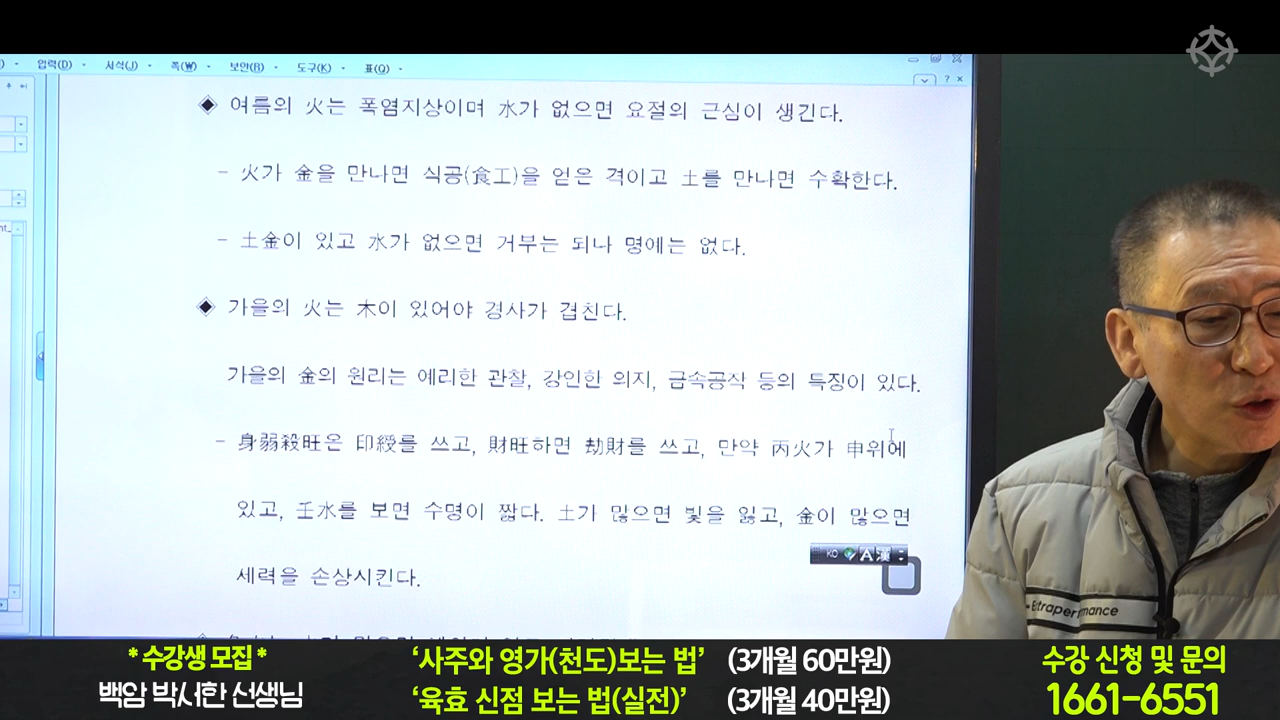 입력(D) 서식(J) 쪽(W) 보안(B) 도구(K) 표(Q)
◈ 여름의 火는 폭염지상이며 水가 없으면 요절의 근심이 생긴다.
- 火가 金을 만나면 식공(食工)을 얻은 격이고 土를 만나면 수확한다.
- 土金이 있고 水가 없으면 거부는 되나 명예는 없다.
◈ 가을의 火는 木이 있어야 경사가 겹친다.
가을의 金의 원리는 예리한 관찰, 강인한 의지, 금속공작 등의 특징이 있다.
- 身弱殺旺은 印綬를 쓰고, 財旺하면 劫財를 쓰고, 만약 丙火가 申위에
있고, 壬水를 보면 수명이 짧다. 土가 많으면 빛을 잃고, 金이 많으면
세력을 손상시킨다.
KO A 漢
* 수강생 모집 *
백암 박시한 선생님
‘사주와 영가(천도)보는 법’ (3개월 60만원)
‘육효 신점 보는 법(실전)’ (3개월 40만원)
수강 신청 및 문의
1661-6551